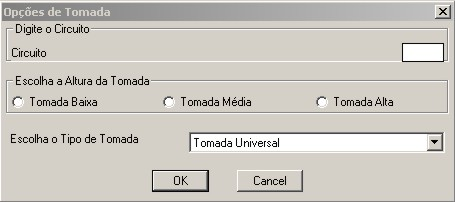 Opções de Tomada
Digite o Circuito
Circuito
Escolha a Altura da Tomada
Tomada Baixa Tomada Média Tomada Alta
Escolha o Tipo de Tomada Tomada Universal
OK Cancel